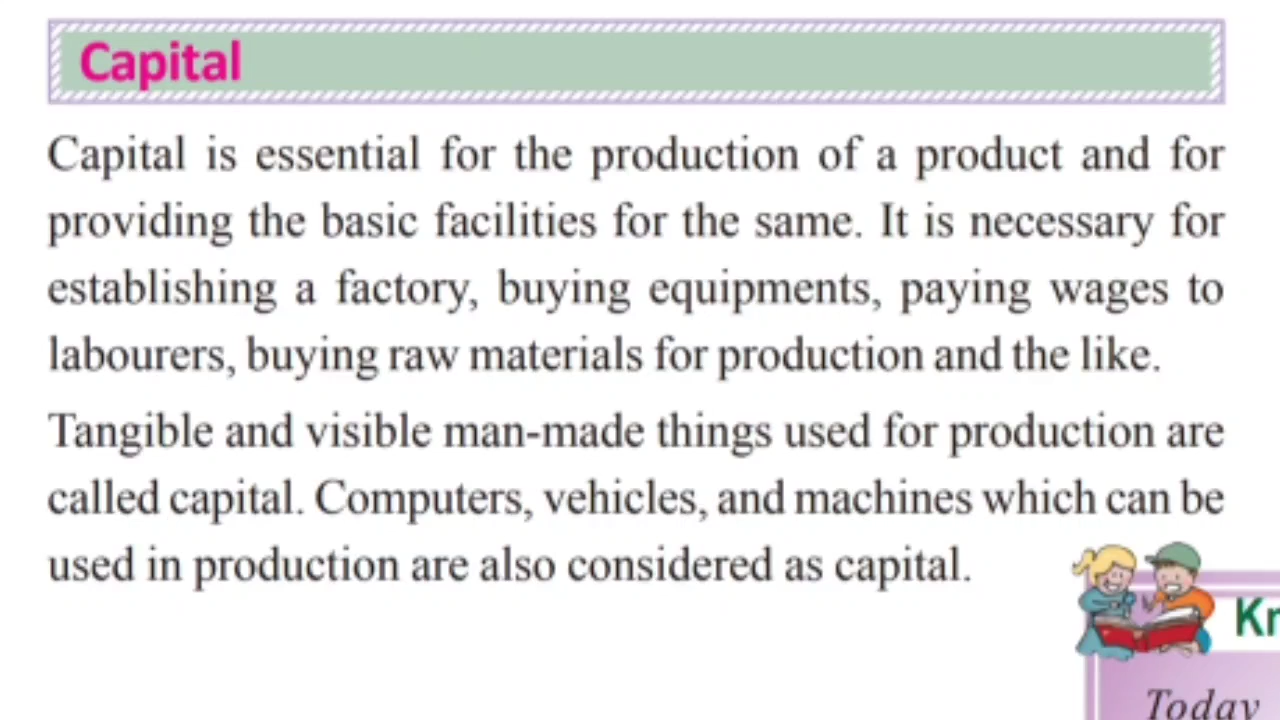 Capital
Capital is essential for the production of a product and for
providing the basic facilities for the same. It is necessary for
establishing a factory, buying equipments, paying wages to
labourers, buying raw materials for production and the like.
Tangible and visible man-made things used for production are
called capital. Computers, vehicles, and machines which can be
used in production are also considered as capital.
Today